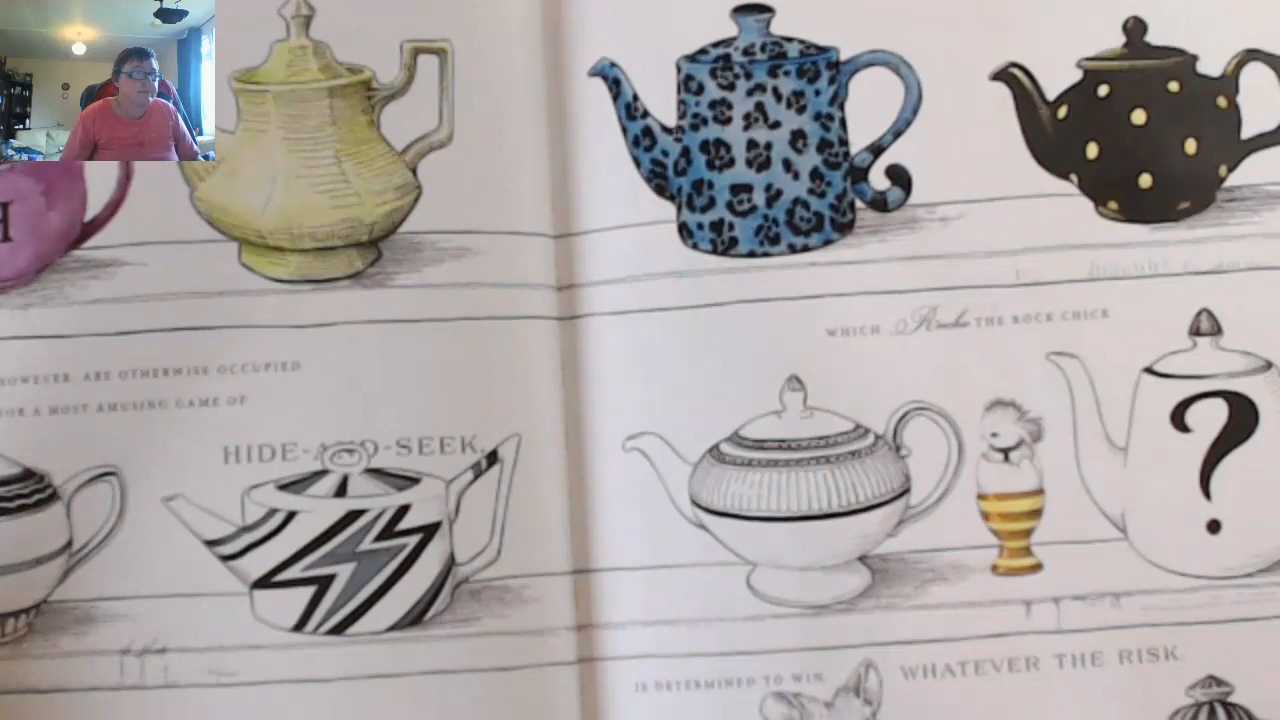 H
HOWEVER ARE OTHERWISE OCCUPIED
FOR A MOST AMUSING GAME OF
HIDE-AND-SEEK,
WHICH THE ROCK CHICK
?
IS DETERMINED TO WIN,
WHATEVER THE RISK.